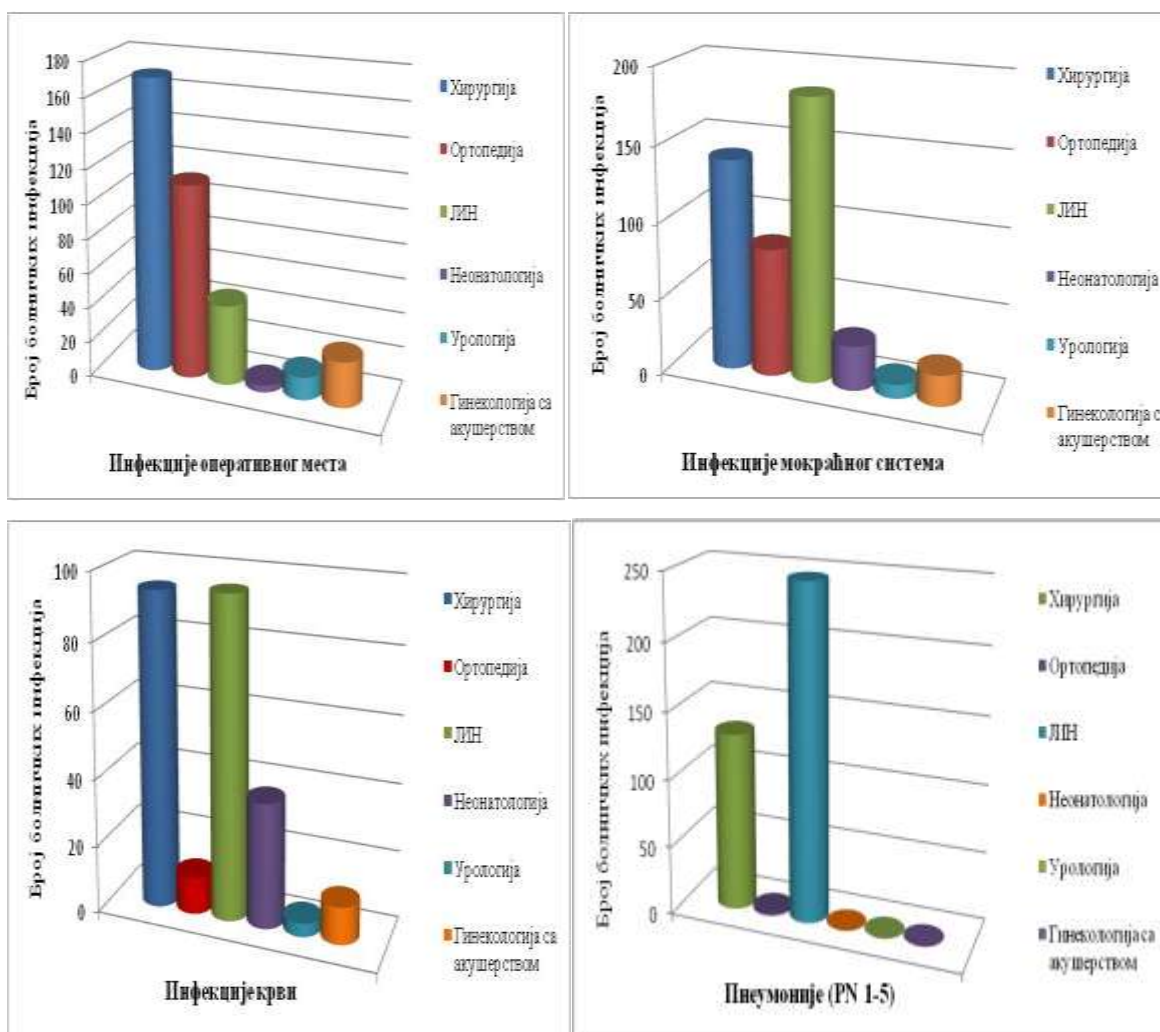 180
160
140
120
100
80
60
40
20
0
Број болничких инфекција
Хирургија
Ортопедија
ЛИН
Неонатологија
Урологија
Гинекологија са
акушерством
Инфекције оперативног места
200
150
100
50
0
Број болничких инфекција
Хирургија
Ортопедија
ЛИН
Неонатологија
Урологија
Гинекологија с
акушерством
Инфекције мокраћног система
100
80
60
40
20
0
Број болничких инфекција
Хирургија
Ортопедија
ЈИН
Неонатологија
Урологија
Гинекологија са
акушерством
Инфекције крви
250
200
150
100
50
0
Број болничких инфекција
Хирургија
Ортопедија
ЈИН
Неонатологија
Урологија
Гинекологија са
акушерством
Пнеумоније (PN 1-5)